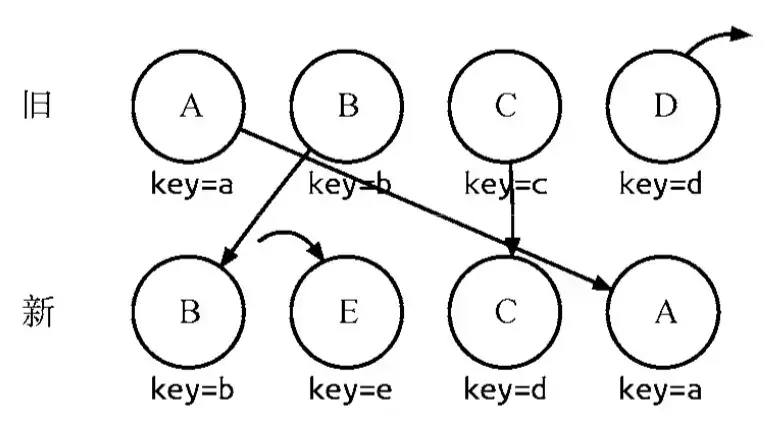 旧 A B C D
key=a key=b key=c key=d
新 B E C A
key=b key=e key=d key=a